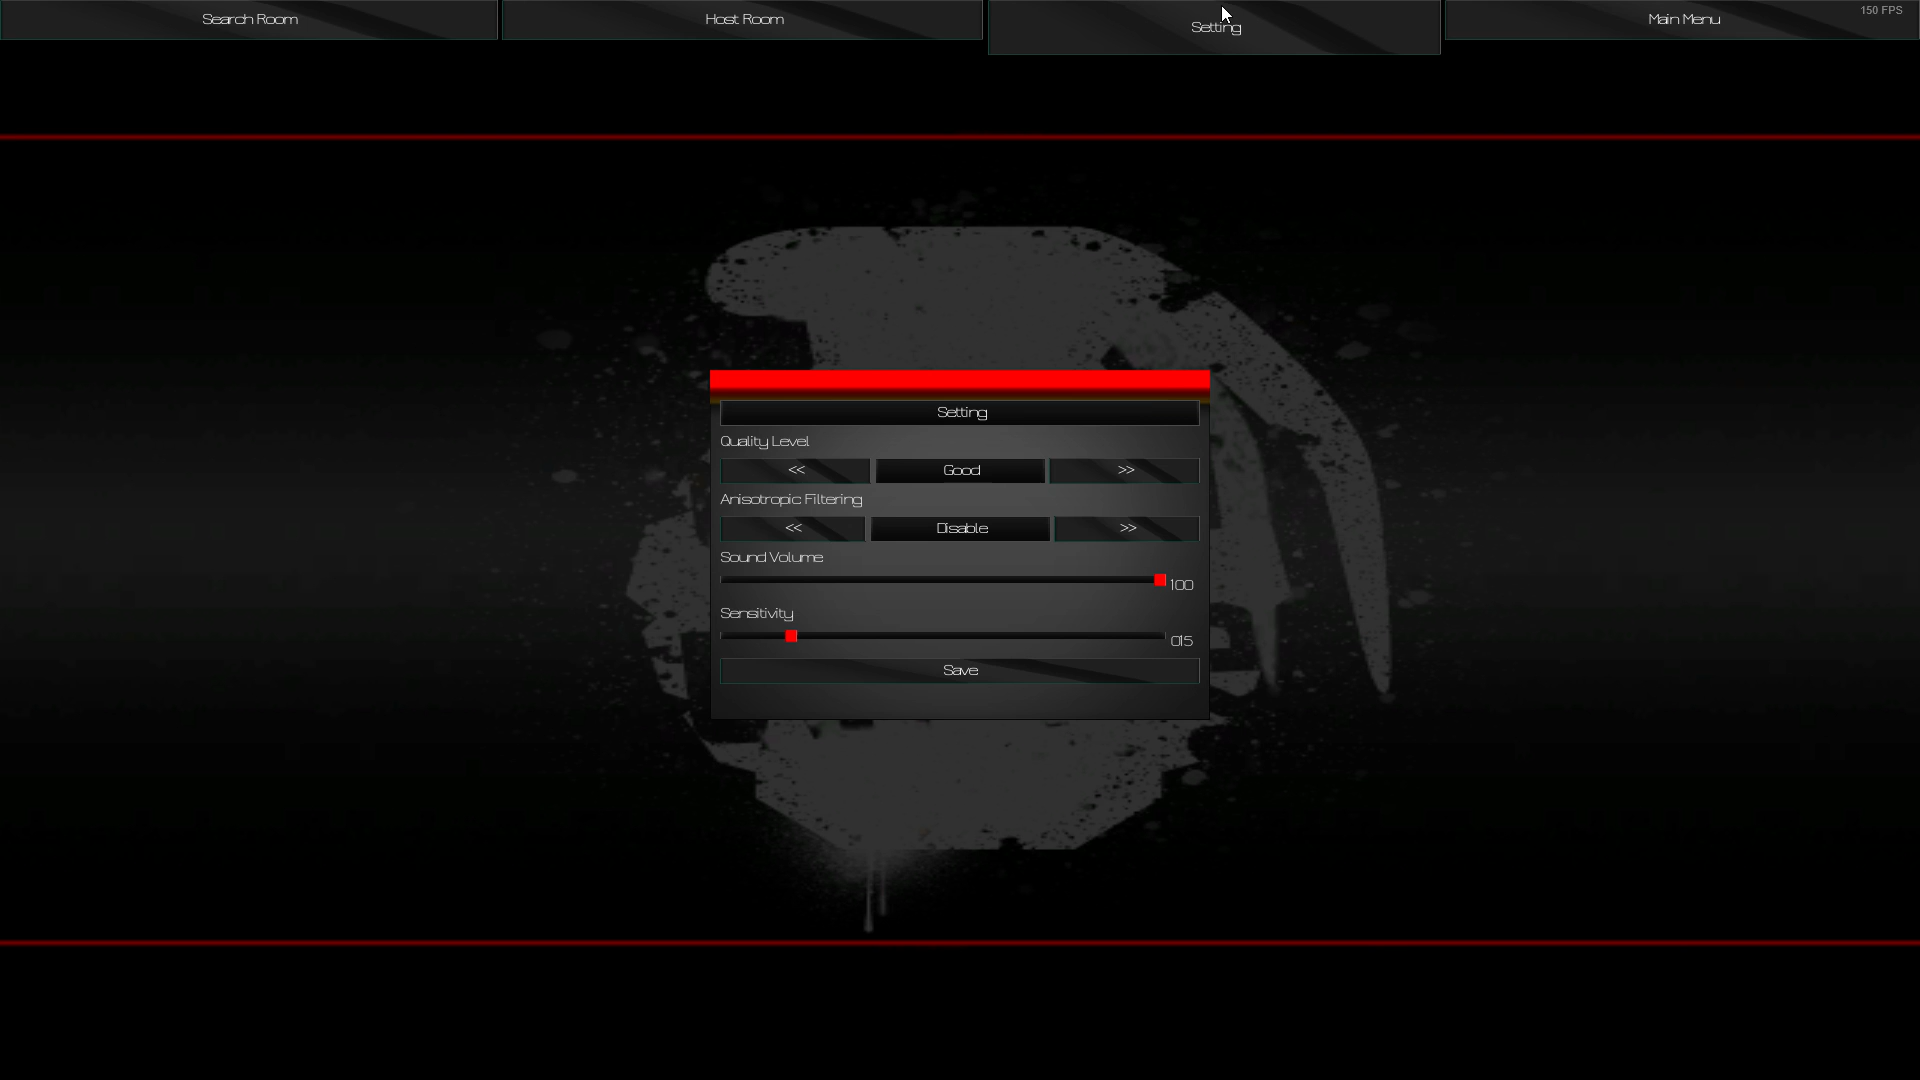 Search Room
Host Room
Setting
Main Menu
150 FPS
Setting
Quality Level
<< Good >>
Anisotropic Filtering
<< Disable >>
Sound Volume
100
Sensitivity
015
Save